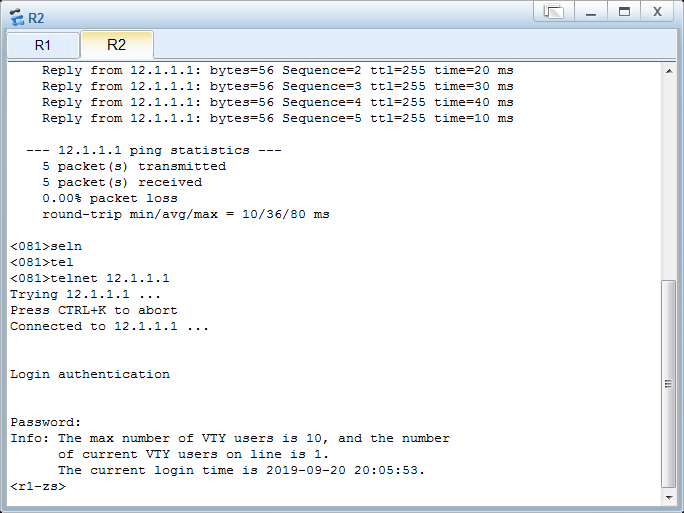 R2
R1
R2
Reply from 12.1.1.1: bytes=56 Sequence=2 ttl=255 time=20 ms
Reply from 12.1.1.1: bytes=56 Sequence=3 ttl=255 time=30 ms
Reply from 12.1.1.1: bytes=56 Sequence=4 ttl=255 time=40 ms
Reply from 12.1.1.1: bytes=56 Sequence=5 ttl=255 time=10 ms
--- 12.1.1.1 ping statistics ---
5 packet(s) transmitted
5 packet(s) received
0.00% packet loss
round-trip min/avg/max = 10/36/80 ms
<081>seln
<081>tel
<081>telnet 12.1.1.1
Trying 12.1.1.1 ...
Press CTRL+K to abort
Connected to 12.1.1.1 ...
Login authentication
Password:
Info: The max number of VTY users is 10, and the number
of current VTY users on line is 1.
The current login time is 2019-09-20 20:05:53.
<r1-zs>